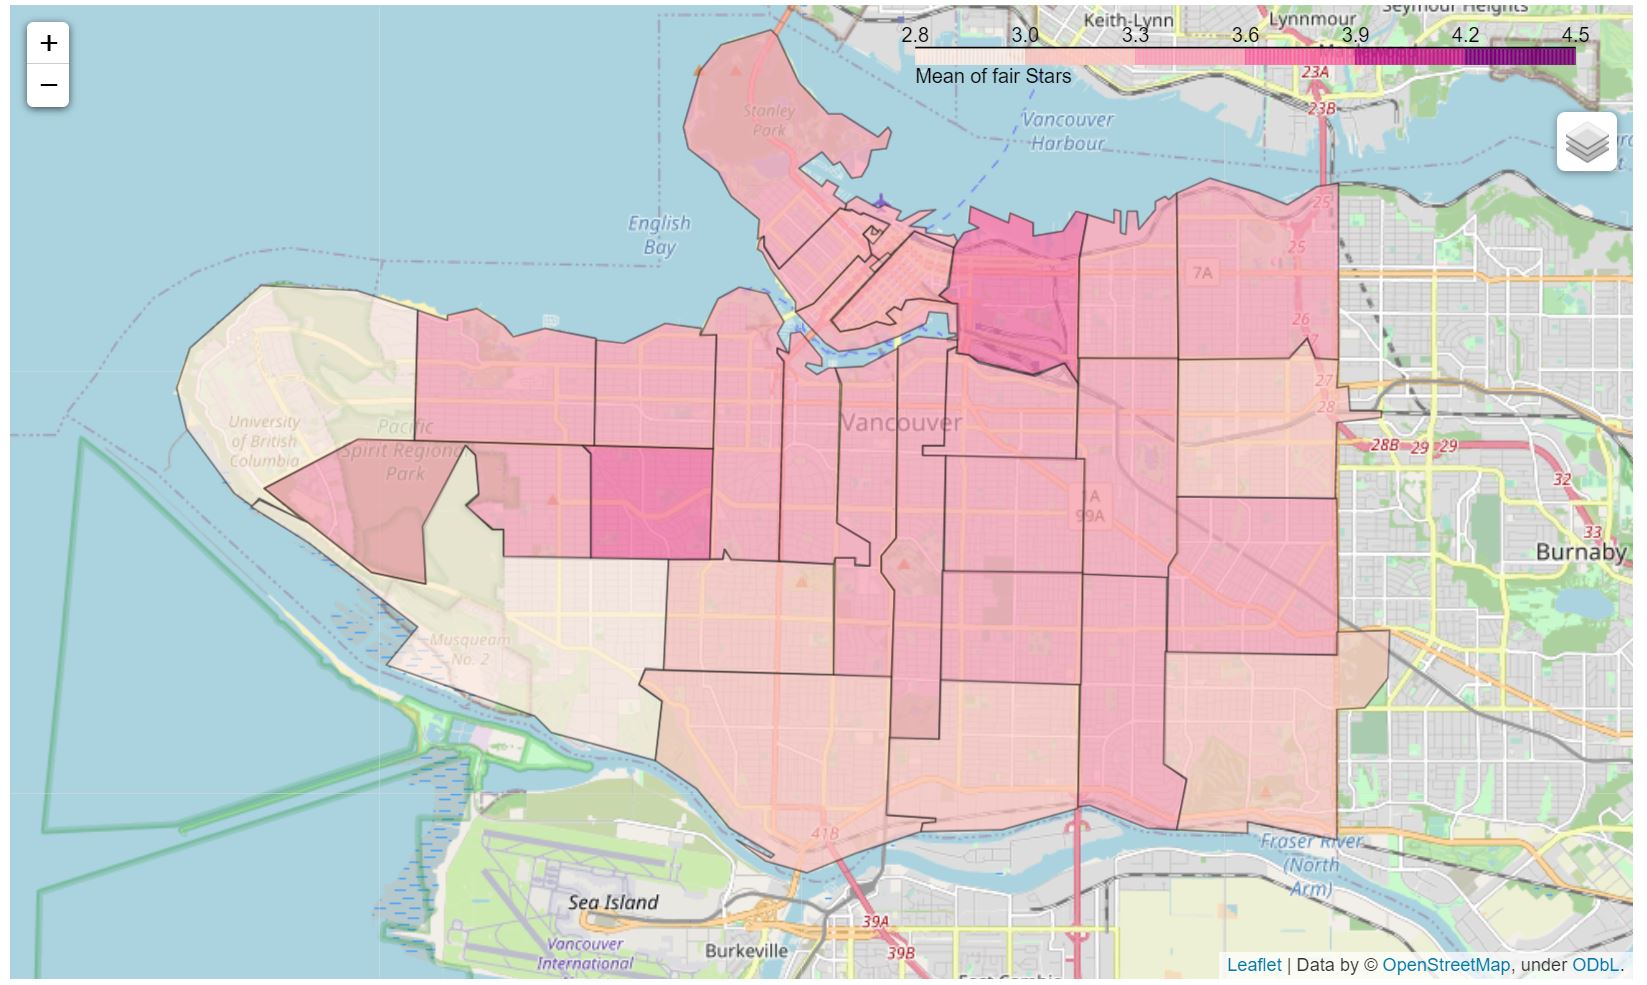 +
−
Keith-Lynn
Lynnmour
Seymour Heights
2.8 3.0 3.3 3.6 3.9 4.2 4.5
Mean of fair Stars
23A
23B
Stanley
Park
Vancouver
Harbour
English
Bay
25
25
7A
26
27
27
28
University
of British
Columbia
Pacific
Spirit Regional
Park
Vancouver
28B 29 29
32
1A
99A
33
Burnaby
Musqueam
No. 2
41B
Fraser River
(North
Arm)
Sea Island
39A
39B
Vancouver
International
Burkeville
East Cambie
Leaflet | Data by © OpenStreetMap, under ODbL.